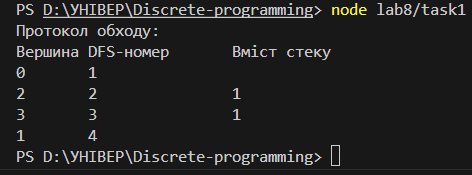 PS D:\УНІВЕР\Discrete-programming> node lab8/task1
Протокол обходу:
Вершина DFS-номер Вміст стеку
0 1
2 2 1
3 3 1
1 4
PS D:\УНІВЕР\Discrete-programming>